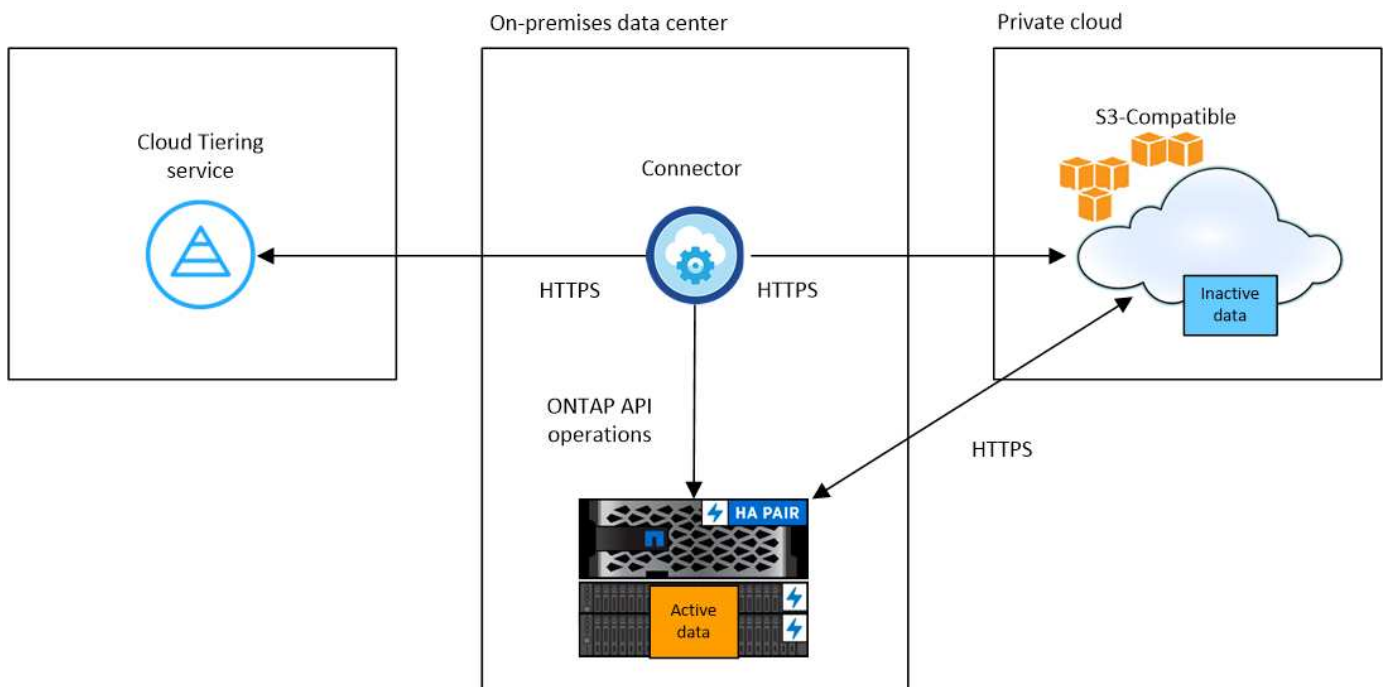 On-premises data center
Private cloud
Cloud Tiering
service
Connector
S3-Compatible
HTTPS
HTTPS
Inactive
data
ONTAP API
operations
HTTPS
HA PAIR
Active
data